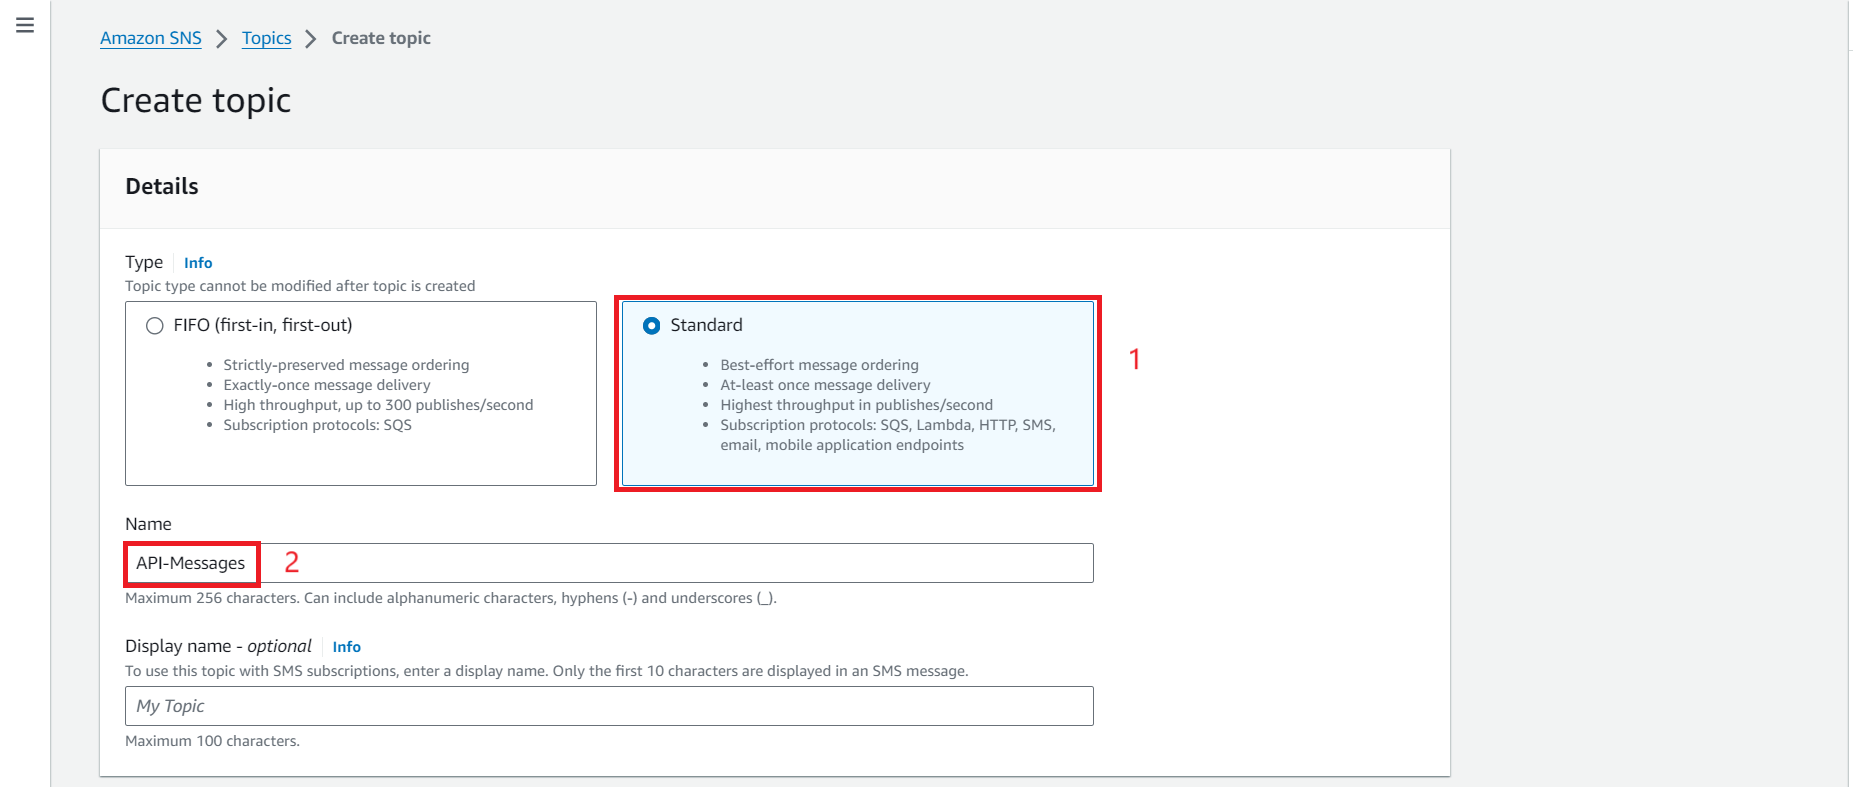 Amazon SNS > Topics > Create topic
Create topic
Details
Type Info
Topic type cannot be modified after topic is created
FIFO (first-in, first-out)
• Strictly-preserved message ordering
• Exactly-once message delivery
• High throughput, up to 300 publishes/second
• Subscription protocols: SQS
Standard
• Best-effort message ordering
• At-least once message delivery
• Highest throughput in publishes/second
• Subscription protocols: SQS, Lambda, HTTP, SMS,
email, mobile application endpoints
1
Name
API-Messages
2
Maximum 256 characters. Can include alphanumeric characters, hyphens (-) and underscores (_).
Display name - optional Info
To use this topic with SMS subscriptions, enter a display name. Only the first 10 characters are displayed in an SMS message.
My Topic
Maximum 100 characters.